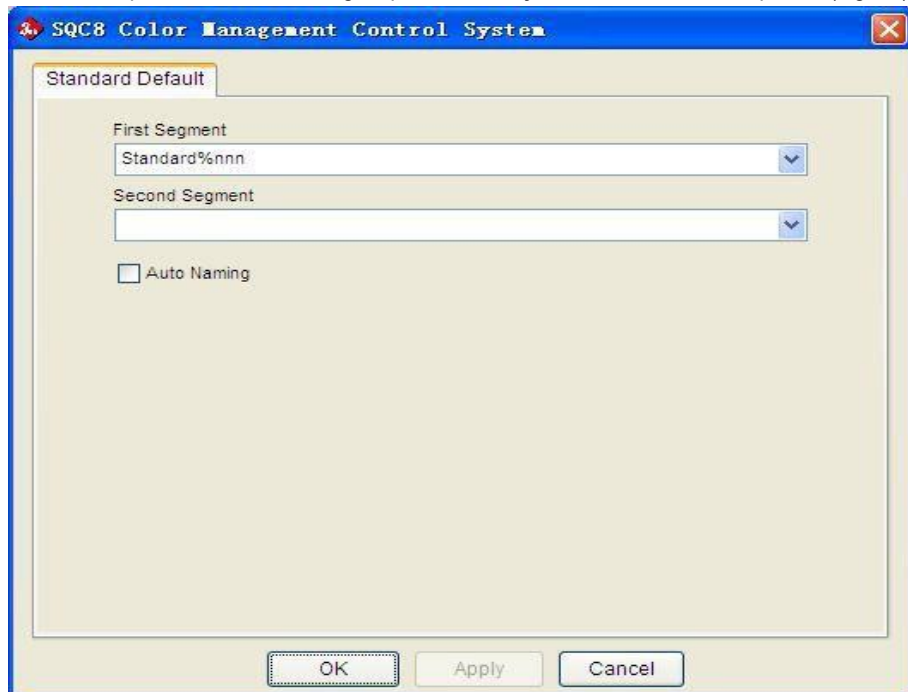 SQC8 Color Management Control System
Standard Default
First Segment
Standard%nnn
Second Segment
Auto Naming
OK Apply Cancel